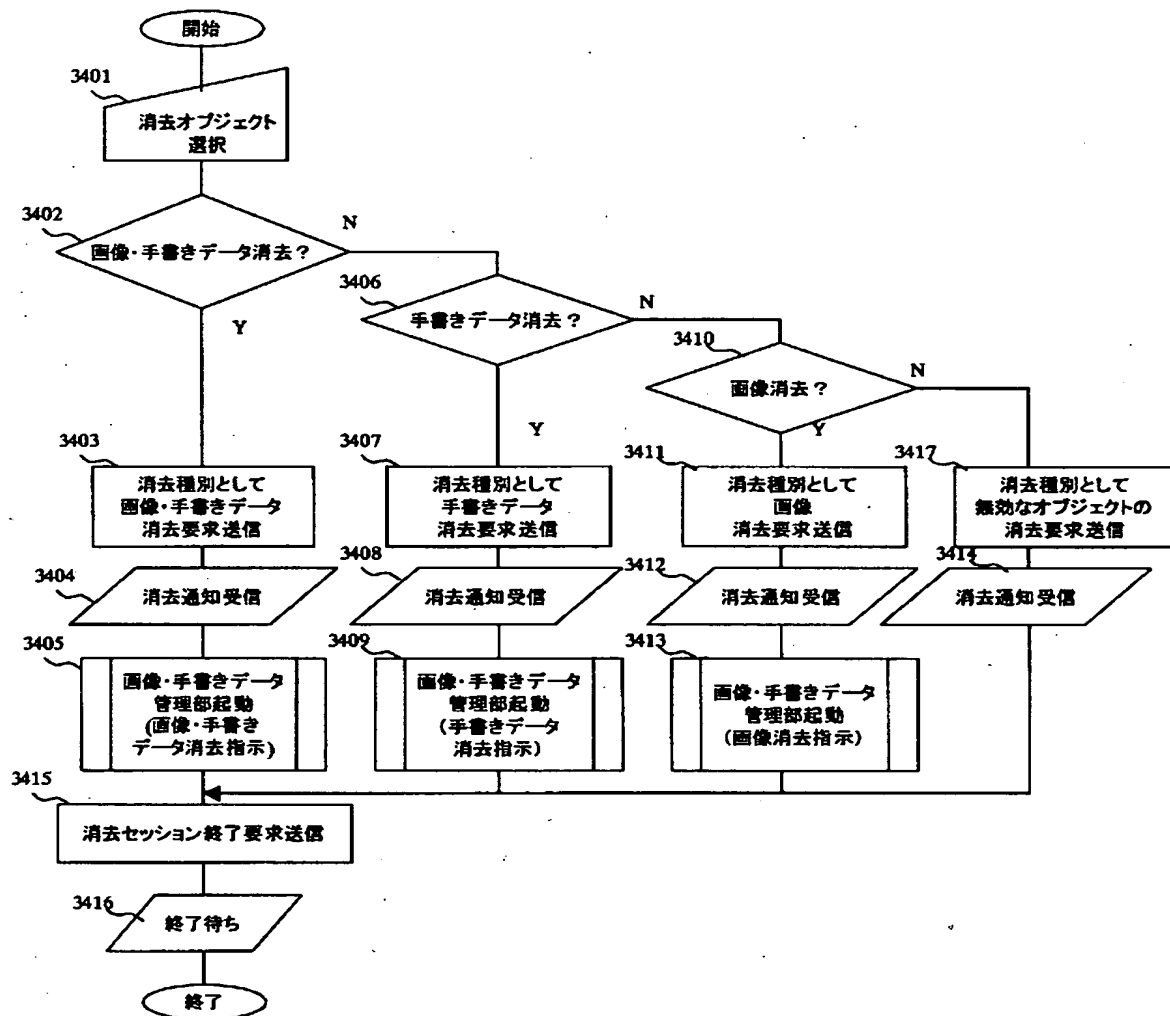 開始
3401
消去オブジェクト
選択
3402
画像・手書きデータ消去？
N
Y
3406
手書きデータ消去？
N
Y
3410
画像消去？
N
Y
3403
消去種別として
画像・手書きデータ
消去要求送信
3407
消去種別として
手書きデータ
消去要求送信
3411
消去種別として
画像
消去要求送信
3417
消去種別として
無効なオブジェクトの
消去要求送信
3404
消去通知受信
3408
消去通知受信
3412
消去通知受信
3414
消去通知受信
3405
画像・手書きデータ
管理部起動
(画像・手書き
データ消去指示)
3409
画像・手書きデータ
管理部起動
（手書きデータ
消去指示）
3413
画像・手書きデータ
管理部起動
（画像消去指示）
3415
消去セッション終了要求送信
3416
終了待ち
終了